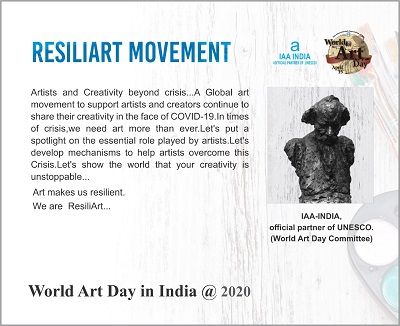 RESILIART MOVEMENT
a
IAA INDIA
OFFICIAL PARTNER OF UNESCO
World
Art
Day
April
15
Artists and Creativity beyond crisis...A Global art
movement to support artists and creators continue to
share their creativity in the face of COVID-19.In times
of crisis,we need art more than ever.Let's put a
spotlight on the essential role played by artists.Let's
develop mechanisms to help artists overcome this
Crisis.Let's show the world that your creativity is
unstoppable...
Art makes us resilient.
We are ResiliArt...
IAA-INDIA,
official partner of UNESCO.
(World Art Day Committee)
World Art Day in India @ 2020